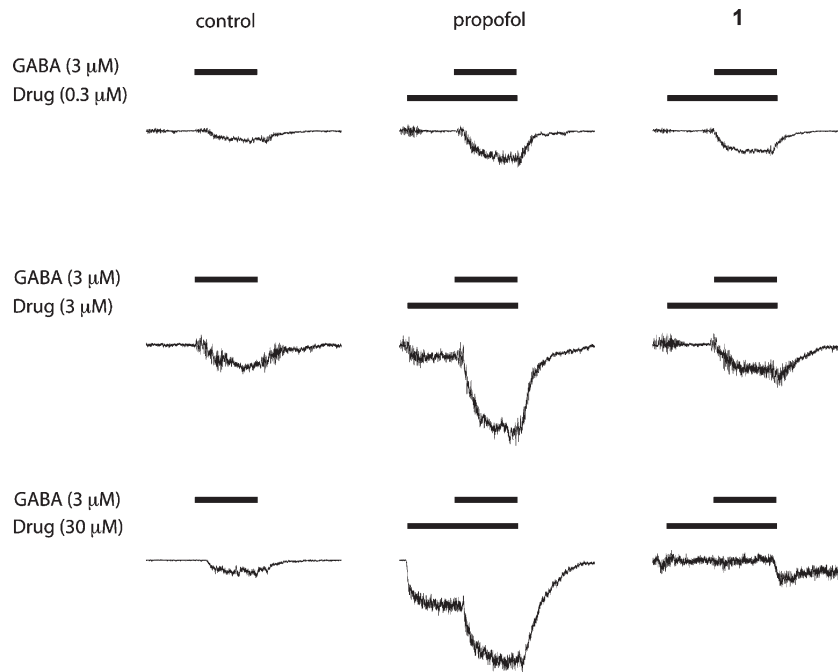 control propofol 1
GABA (3 μM)
Drug (0.3 μM)
GABA (3 μM)
Drug (3 μM)
GABA (3 μM)
Drug (30 μM)